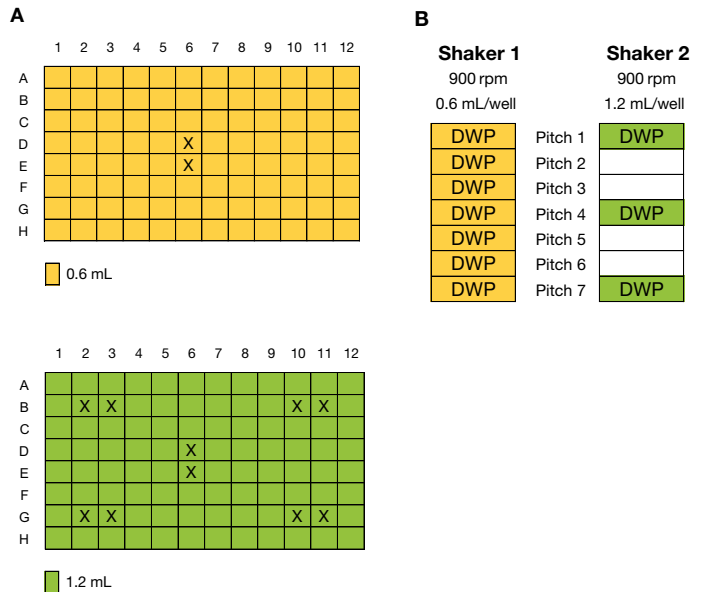 A
1 2 3 4 5 6 7 8 9 10 11 12
A
B
C
D X
E X
F
G
H
0.6 mL
1 2 3 4 5 6 7 8 9 10 11 12
A
B X X X X
C
D X
E X
F
G X X X X
H
1.2 mL
B
Shaker 1 Shaker 2
900 rpm 900 rpm
0.6 mL/well 1.2 mL/well
DWP Pitch 1 DWP
DWP Pitch 2
DWP Pitch 3
DWP Pitch 4 DWP
DWP Pitch 5
DWP Pitch 6
DWP Pitch 7 DWP